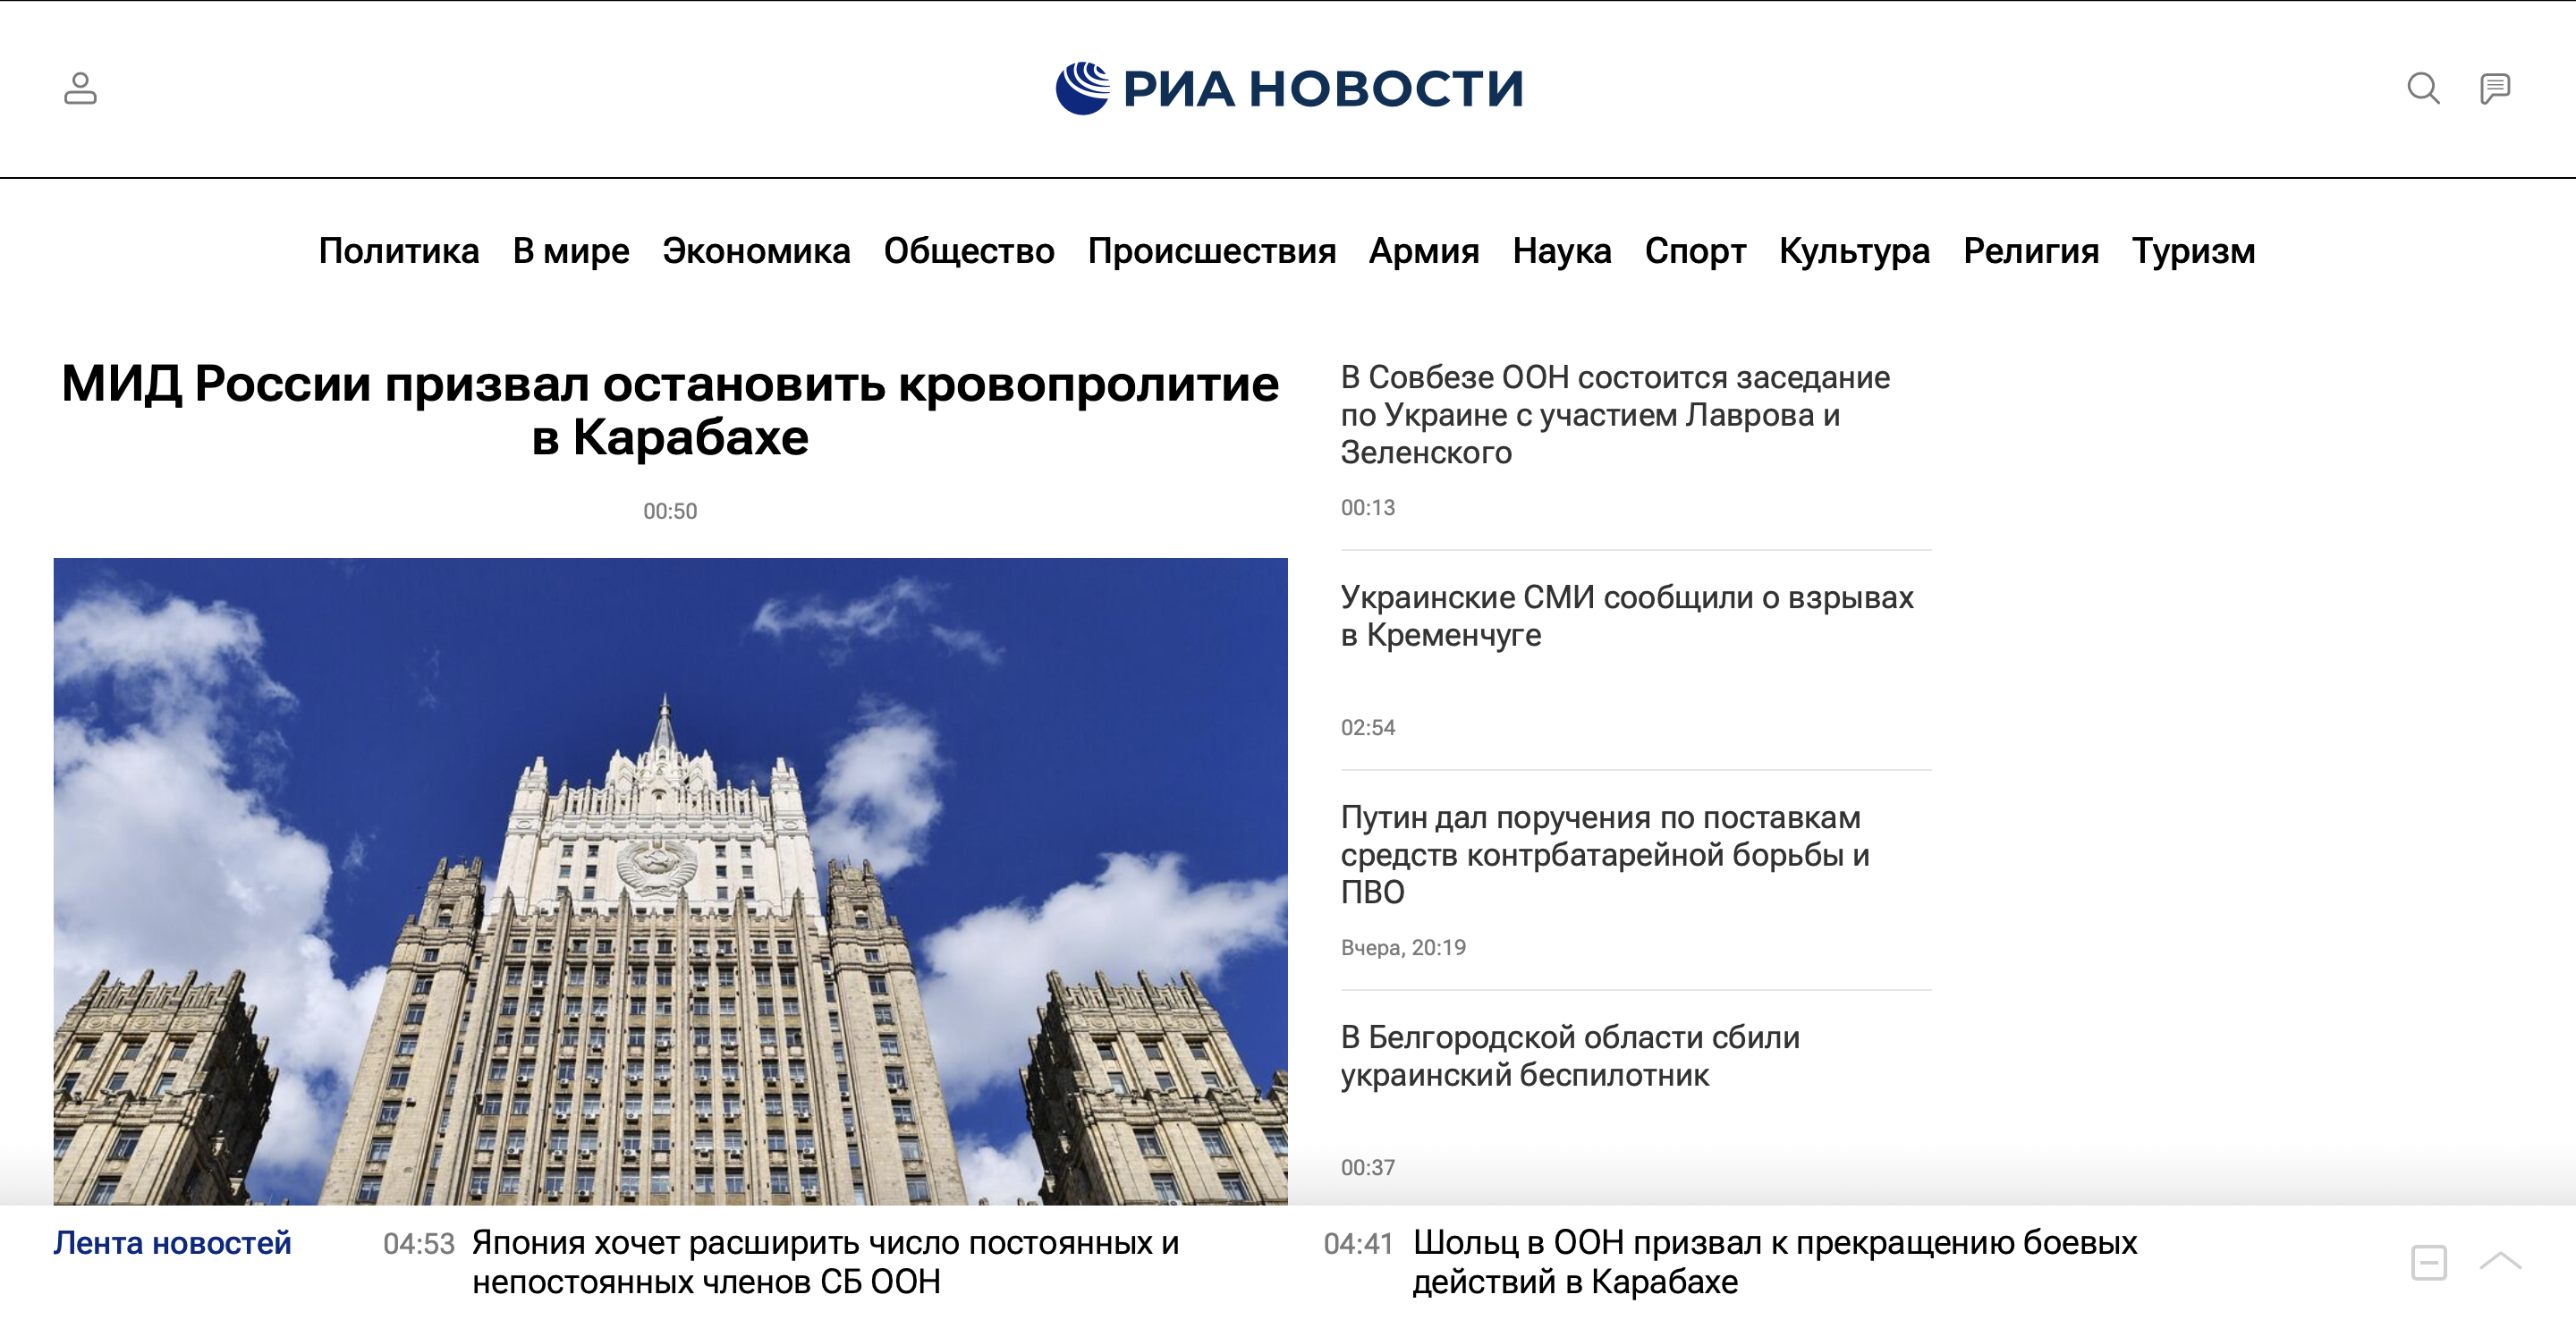 РИА НОВОСТИ
Политика В мире Экономика Общество Происшествия Армия Наука Спорт Культура Религия Туризм
МИД России призвал остановить кровопролитие
в Карабахе
00:50
В Совбезе ООН состоится заседание
по Украине с участием Лаврова и
Зеленского
00:13
Украинские СМИ сообщили о взрывах
в Кременчуге
02:54
Путин дал поручения по поставкам
средств контрбатарейной борьбы и
ПВО
Вчера, 20:19
В Белгородской области сбили
украинский беспилотник
00:37
Лента новостей
04:53 Япония хочет расширить число постоянных и
непостоянных членов СБ ООН
04:41 Шольц в ООН призвал к прекращению боевых
действий в Карабахе